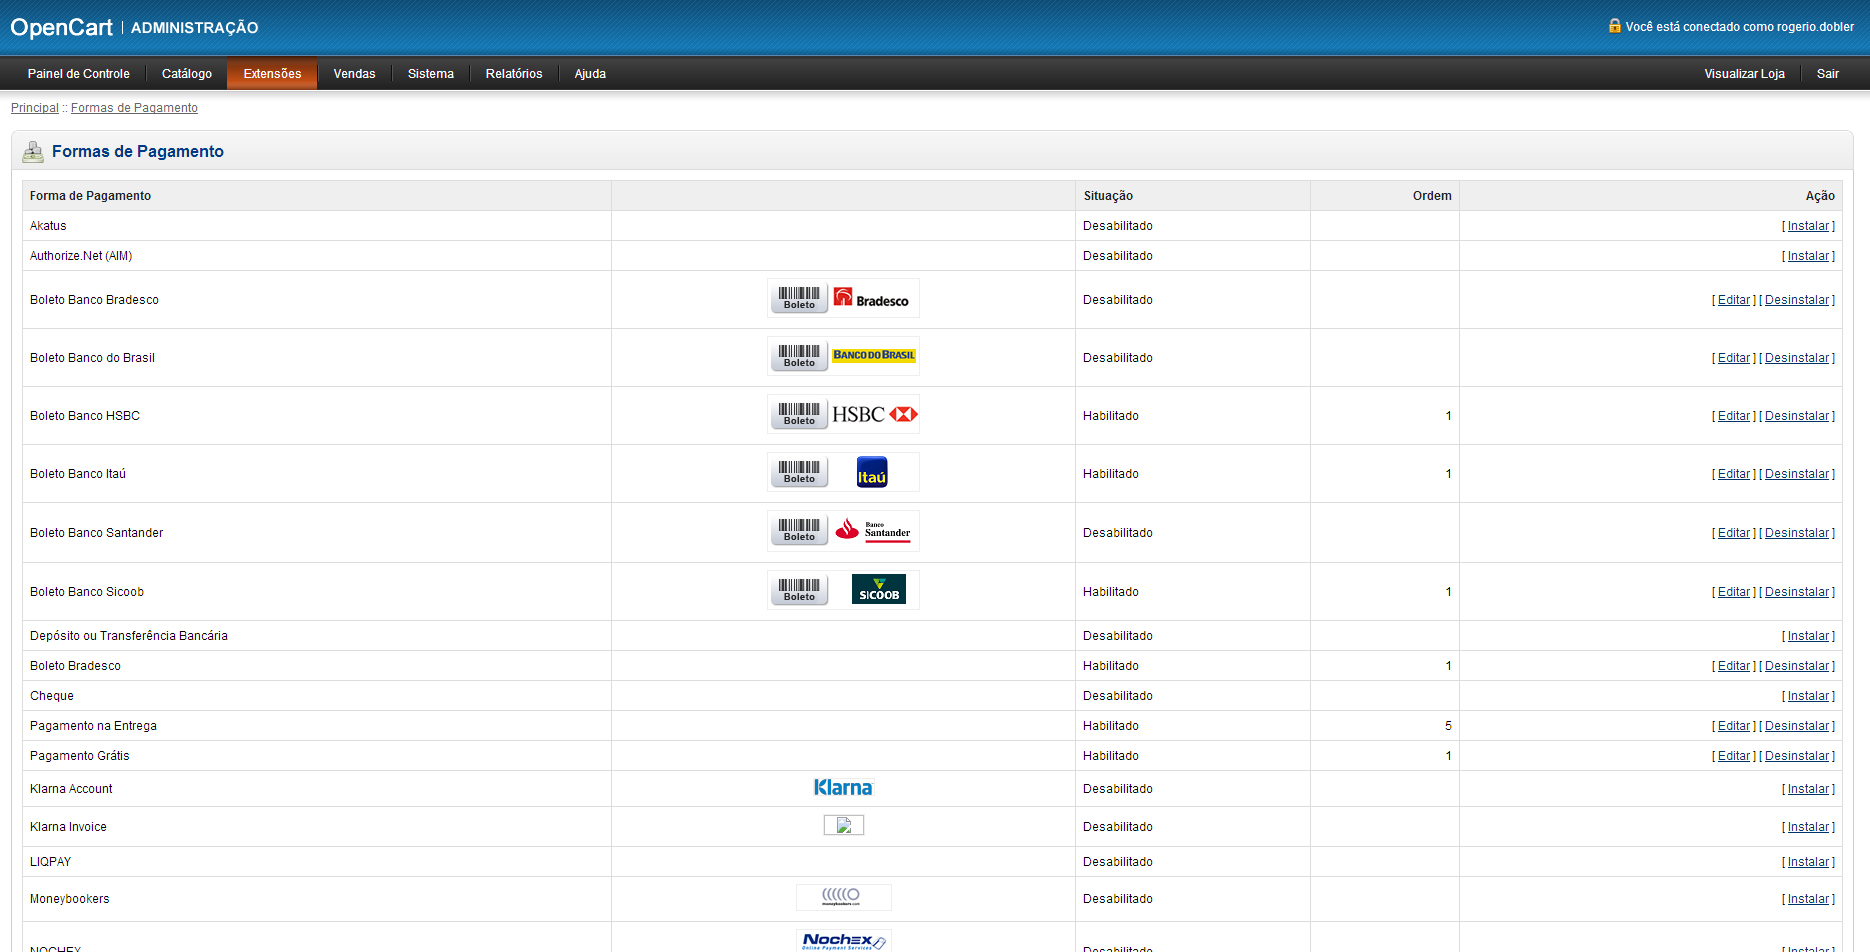 OpenCart | ADMINISTRAÇÃO
Você está conectado como rogerio.dobler
Painel de Controle Catálogo Extensões Vendas Sistema Relatórios Ajuda Visualizar Loja Sair
Principal :: Formas de Pagamento
Formas de Pagamento
Forma de Pagamento Situação Ordem Ação
Akatus Desabilitado [ Instalar ]
Authorize.Net (AIM) Desabilitado [ Instalar ]
Boleto Banco Bradesco Boleto Bradesco Desabilitado [ Editar ] [ Desinstalar ]
Boleto Banco do Brasil Boleto BANCO DO BRASIL Desabilitado [ Editar ] [ Desinstalar ]
Boleto Banco HSBC Boleto HSBC Habilitado 1 [ Editar ] [ Desinstalar ]
Boleto Banco Itaú Boleto Itaú Habilitado 1 [ Editar ] [ Desinstalar ]
Boleto Banco Santander Boleto Banco Santander Desabilitado [ Editar ] [ Desinstalar ]
Boleto Banco Sicoob Boleto SICOOB Habilitado 1 [ Editar ] [ Desinstalar ]
Depósito ou Transferência Bancária Desabilitado [ Instalar ]
Boleto Bradesco Habilitado 1 [ Editar ] [ Desinstalar ]
Cheque Desabilitado [ Instalar ]
Pagamento na Entrega Habilitado 5 [ Editar ] [ Desinstalar ]
Pagamento Grátis Habilitado 1 [ Editar ] [ Desinstalar ]
Klarna Account Klarna Desabilitado [ Instalar ]
Klarna Invoice Desabilitado [ Instalar ]
LIQPAY Desabilitado [ Instalar ]
Moneybookers moneybookers.com Desabilitado [ Instalar ]
NOCHEX Nochex Online Payment Services Desabilitado [ Instalar ]